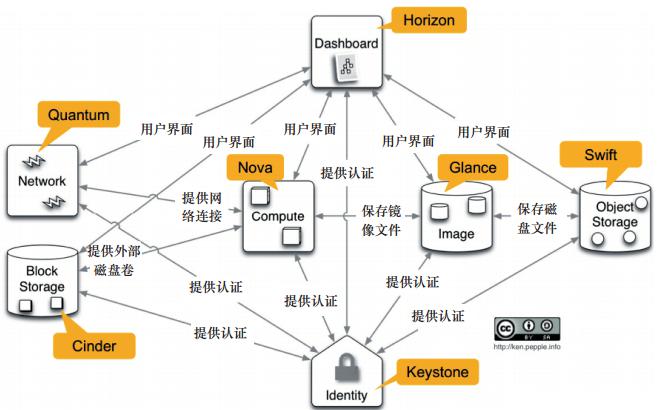 Horizon
Dashboard
Quantum
用户界面
用户界面
用户界面
用户界面
用户界面
Network
Nova
提供认证
Glance
Swift
提供网
络连接
Compute
保存镜
像文件
Image
保存磁
盘文件
Object
Storage
提供外部
磁盘卷
Block
Storage
提供认证
提供认证
提供认证
提供认证
提供认证
Cinder
cc
BY SA
http://ken.pepple.info
Keystone
Identity